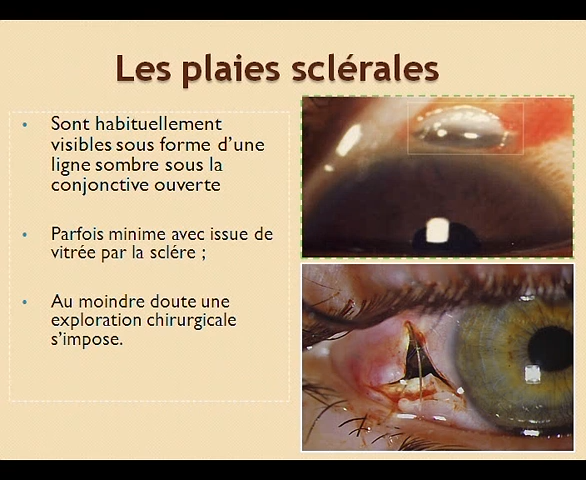 Les plaies sclérales
• Sont habituellement
visibles sous forme d’une
ligne sombre sous la
conjonctive ouverte
• Parfois minime avec issue de
vitrée par la sclére ;
• Au moindre doute une
exploration chirurgicale
s’impose.